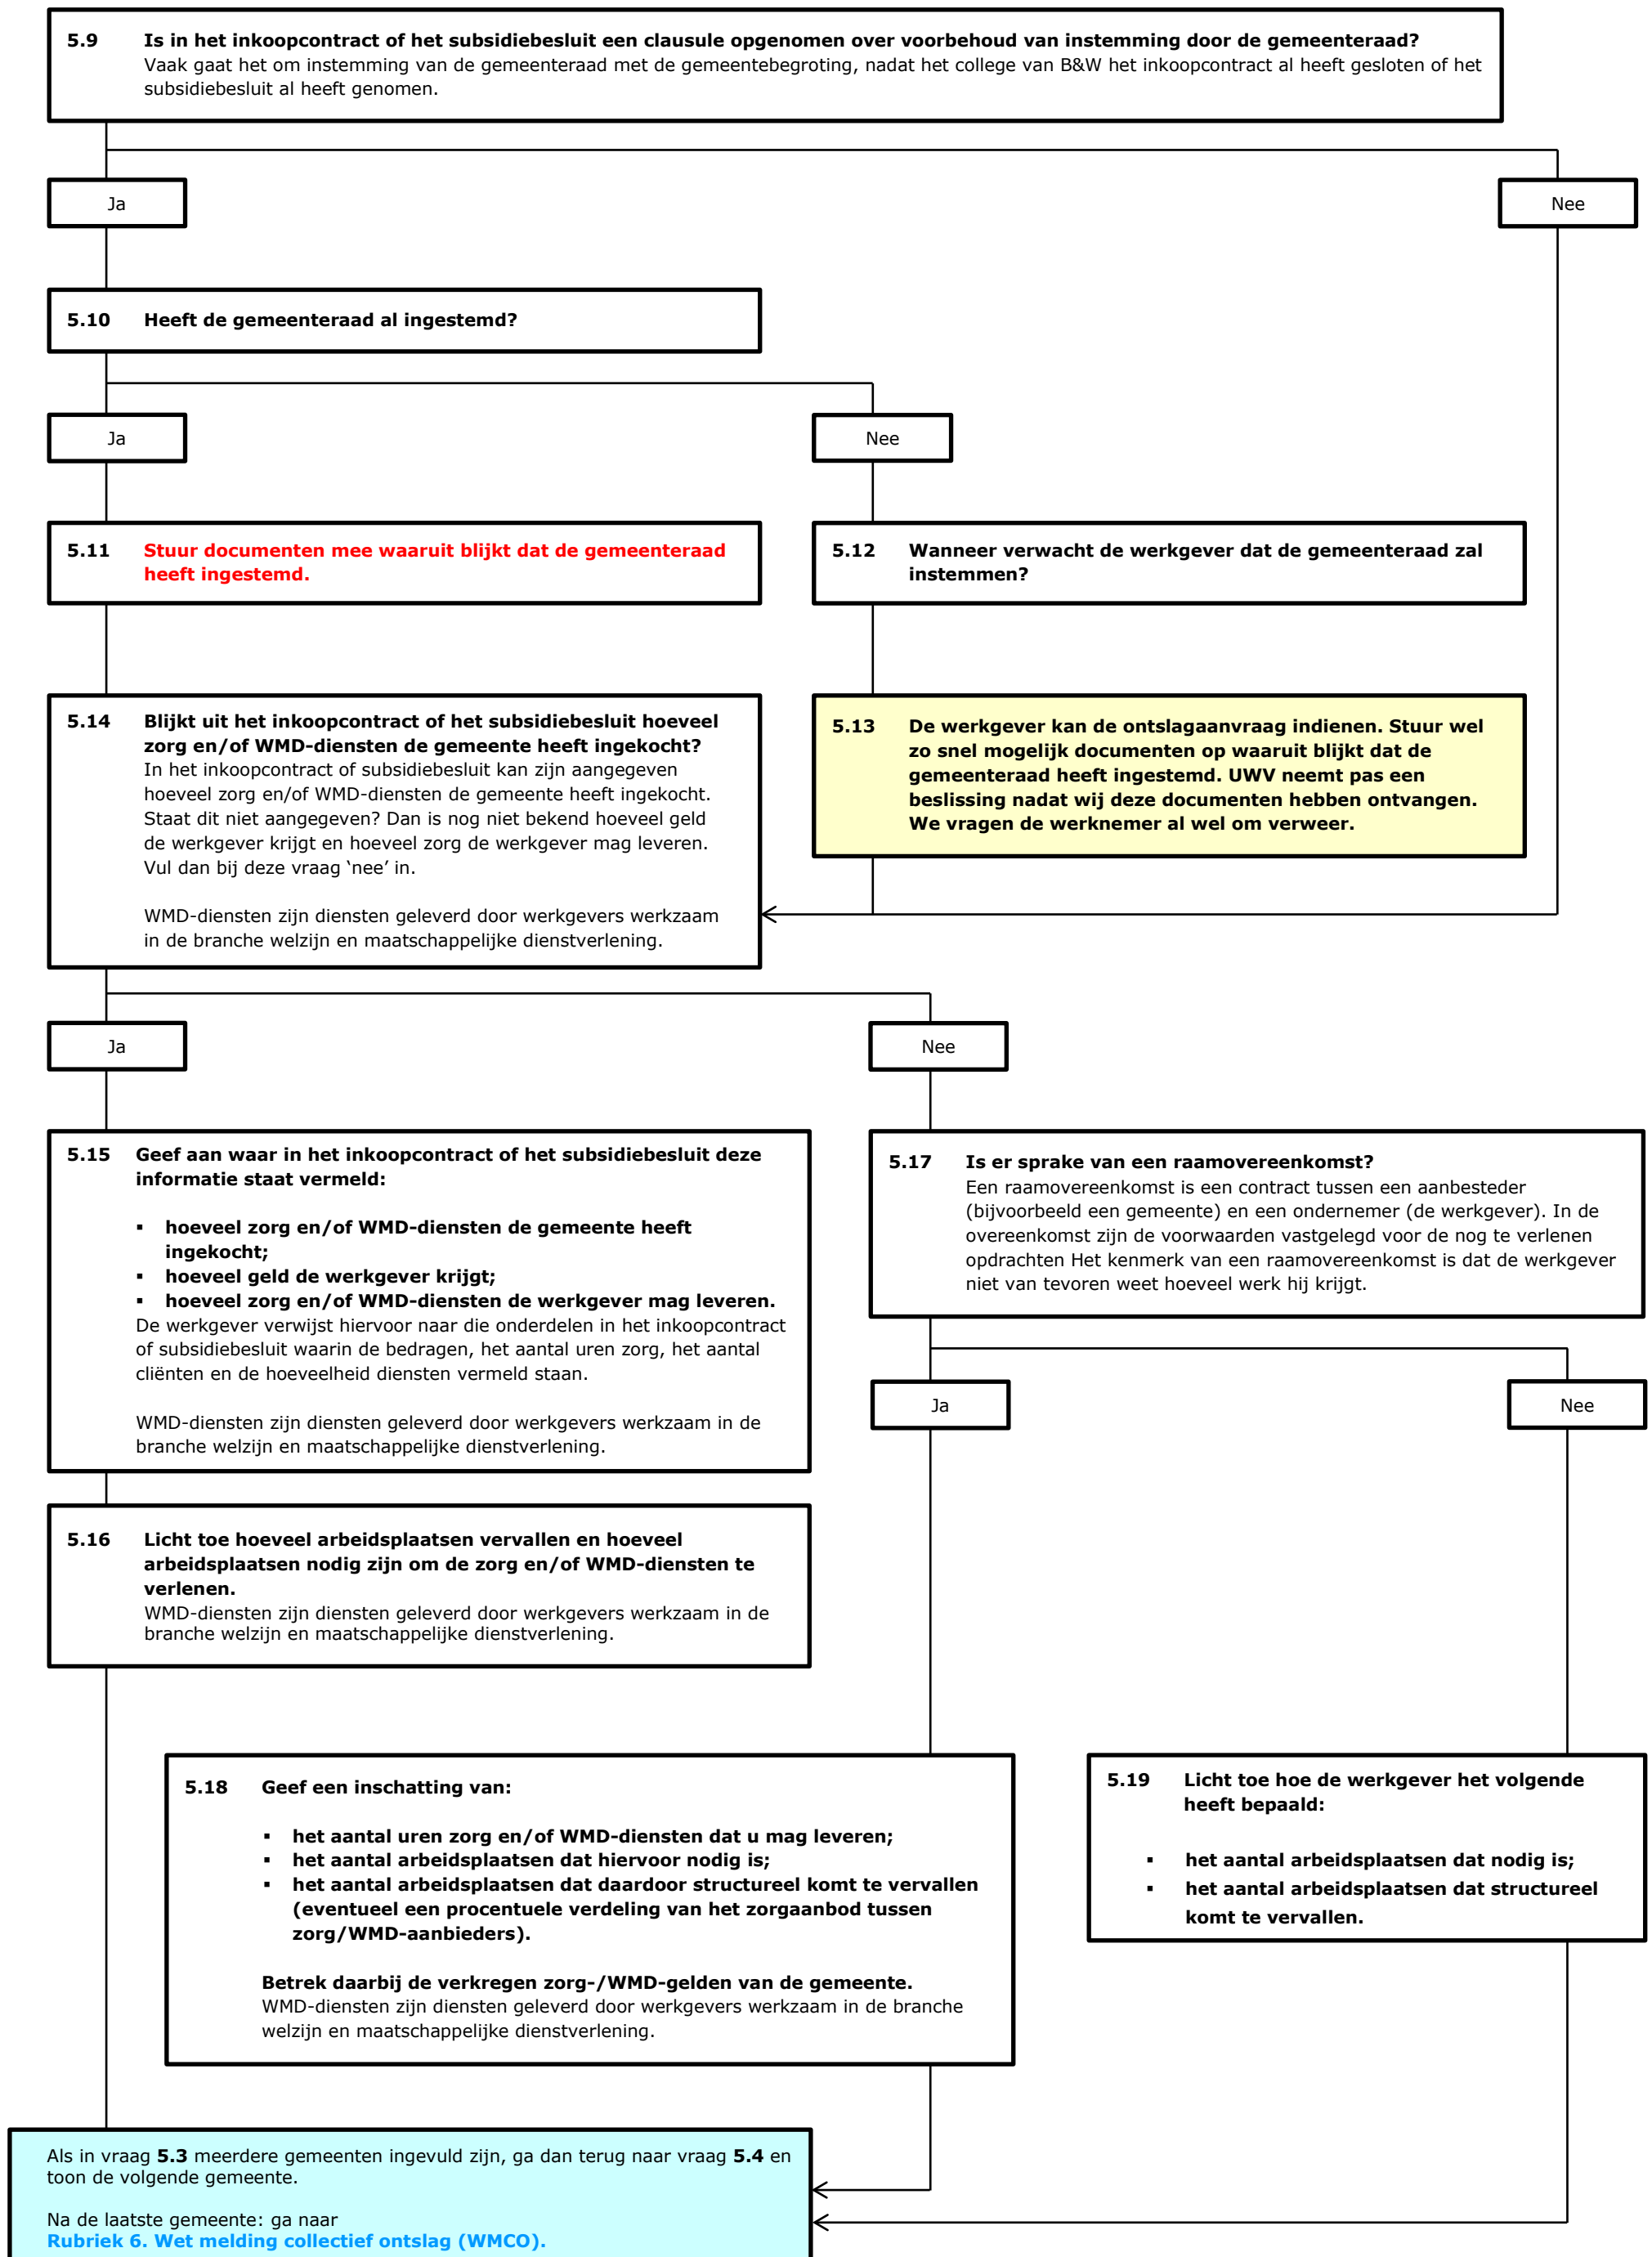 5.9 Is in het inkoopcontract of het subsidiebesluit een clausule opgenomen over voorbehoud van instemming door de gemeenteraad?
Vaak gaat het om instemming van de gemeenteraad met de gemeentebegroting, nadat het college van B&W het inkoopcontract al heeft gesloten of het
subsidiebesluit al heeft genomen.
Ja
Nee
5.10 Heeft de gemeenteraad al ingestemd?
Ja
Nee
5.11 Stuur documenten mee waaruit blijkt dat de gemeenteraad
heeft ingestemd.
5.12 Wanneer verwacht de werkgever dat de gemeenteraad zal
instemmen?
5.14 Blijkt uit het inkoopcontract of het subsidiebesluit hoeveel
zorg en/of WMD-diensten de gemeente heeft ingekocht?
In het inkoopcontract of subsidiebesluit kan zijn aangegeven
hoeveel zorg en/of WMD-diensten de gemeente heeft ingekocht.
Staat dit niet aangegeven? Dan is nog niet bekend hoeveel geld
de werkgever krijgt en hoeveel zorg de werkgever mag leveren.
Vul dan bij deze vraag ‘nee’ in.
WMD-diensten zijn diensten geleverd door werkgevers werkzaam
in de branche welzijn en maatschappelijke dienstverlening.
5.13 De werkgever kan de ontslagaanvraag indienen. Stuur wel
zo snel mogelijk documenten op waaruit blijkt dat de
gemeenteraad heeft ingestemd. UWV neemt pas een
beslissing nadat wij deze documenten hebben ontvangen.
We vragen de werknemer al wel om verweer.
Ja
Nee
5.15 Geef aan waar in het inkoopcontract of het subsidiebesluit deze
informatie staat vermeld:
▪ hoeveel zorg en/of WMD-diensten de gemeente heeft
ingekocht;
▪ hoeveel geld de werkgever krijgt;
▪ hoeveel zorg en/of WMD-diensten de werkgever mag leveren.
De werkgever verwijst hiervoor naar die onderdelen in het inkoopcontract
of subsidiebesluit waarin de bedragen, het aantal uren zorg, het aantal
cliënten en de hoeveelheid diensten vermeld staan.
WMD-diensten zijn diensten geleverd door werkgevers werkzaam in de
branche welzijn en maatschappelijke dienstverlening.
5.17 Is er sprake van een raamovereenkomst?
Een raamovereenkomst is een contract tussen een aanbesteder
(bijvoorbeeld een gemeente) en een ondernemer (de werkgever). In de
overeenkomst zijn de voorwaarden vastgelegd voor de nog te verlenen
opdrachten Het kenmerk van een raamovereenkomst is dat de werkgever
niet van tevoren weet hoeveel werk hij krijgt.
Ja
Nee
5.16 Licht toe hoeveel arbeidsplaatsen vervallen en hoeveel
arbeidsplaatsen nodig zijn om de zorg en/of WMD-diensten te
verlenen.
WMD-diensten zijn diensten geleverd door werkgevers werkzaam in de
branche welzijn en maatschappelijke dienstverlening.
5.18 Geef een inschatting van:
▪ het aantal uren zorg en/of WMD-diensten dat u mag leveren;
▪ het aantal arbeidsplaatsen dat hiervoor nodig is;
▪ het aantal arbeidsplaatsen dat daardoor structureel komt te vervallen
(eventueel een procentuele verdeling van het zorgaanbod tussen
zorg/WMD-aanbieders).
Betrek daarbij de verkregen zorg-/WMD-gelden van de gemeente.
WMD-diensten zijn diensten geleverd door werkgevers werkzaam in de branche
welzijn en maatschappelijke dienstverlening.
5.19 Licht toe hoe de werkgever het volgende
heeft bepaald:
▪ het aantal arbeidsplaatsen dat nodig is;
▪ het aantal arbeidsplaatsen dat structureel
komt te vervallen.
Als in vraag 5.3 meerdere gemeenten ingevuld zijn, ga dan terug naar vraag 5.4 en
toon de volgende gemeente.
Na de laatste gemeente: ga naar
Rubriek 6. Wet melding collectief ontslag (WMCO).